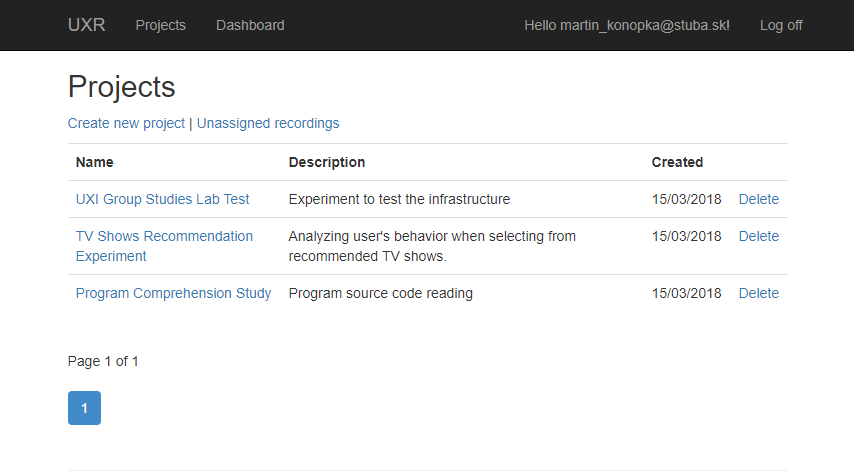 UXR Projects Dashboard Hello martin_konopka@stuba.sk! Log off
Projects
Create new project | Unassigned recordings
Name Description Created
UXI Group Studies Lab Test Experiment to test the infrastructure 15/03/2018 Delete
TV Shows Recommendation Analyzing user's behavior when selecting from 15/03/2018 Delete
Experiment recommended TV shows.
Program Comprehension Study Program source code reading 15/03/2018 Delete
Page 1 of 1
1